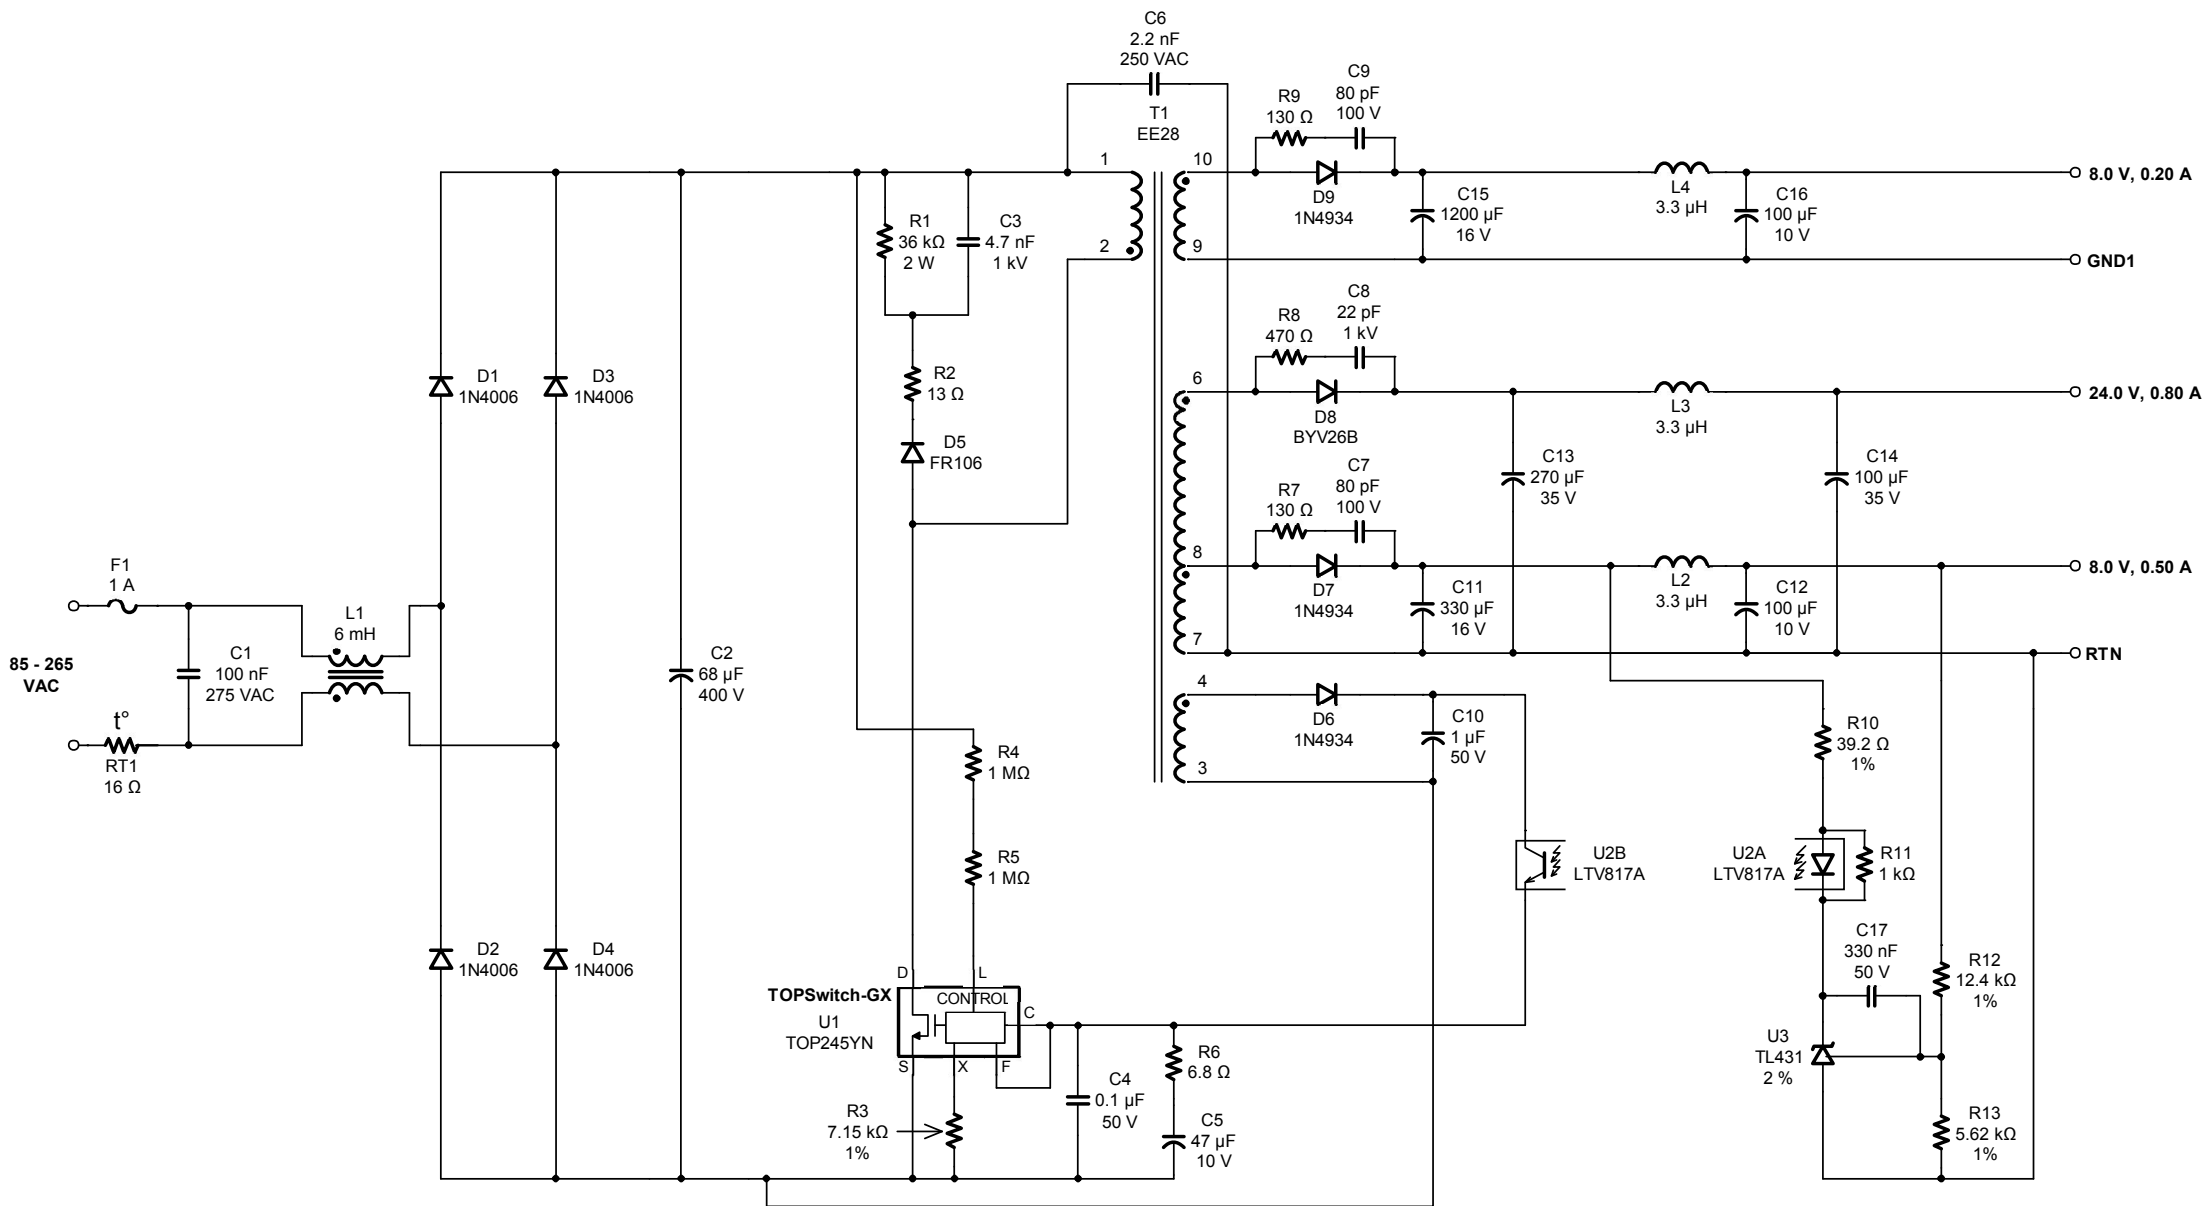 C6
2.2 nF
250 VAC
T1
EE28
R9
130 Ω
C9
80 pF
100 V
1
2
10
9
D9
1N4934
C15
1200 µF
16 V
L4
3.3 µH
C16
100 µF
10 V
8.0 V, 0.20 A
GND1
R1
36 kΩ
2 W
C3
4.7 nF
1 kV
R2
13 Ω
D5
FR106
D1
1N4006
D3
1N4006
R8
470 Ω
C8
22 pF
1 kV
6
D8
BYV26B
L3
3.3 µH
24.0 V, 0.80 A
C13
270 µF
35 V
C14
100 µF
35 V
R7
130 Ω
C7
80 pF
100 V
8
7
D7
1N4934
C11
330 µF
16 V
L2
3.3 µH
C12
100 µF
10 V
8.0 V, 0.50 A
RTN
F1
1 A
85 - 265
VAC
C1
100 nF
275 VAC
L1
6 mH
t°
RT1
16 Ω
C2
68 µF
400 V
4
3
D6
1N4934
C10
1 µF
50 V
R4
1 MΩ
R5
1 MΩ
R10
39.2 Ω
1%
U2B
LTV817A
U2A
LTV817A
R11
1 kΩ
D2
1N4006
D4
1N4006
C17
330 nF
50 V
R12
12.4 kΩ
1%
TOPSwitch-GX
U1
TOP245YN
D
L
CONTROL
C
S
X
F
R3
7.15 kΩ
1%
C4
0.1 µF
50 V
R6
6.8 Ω
C5
47 µF
10 V
U3
TL431
2 %
R13
5.62 kΩ
1%